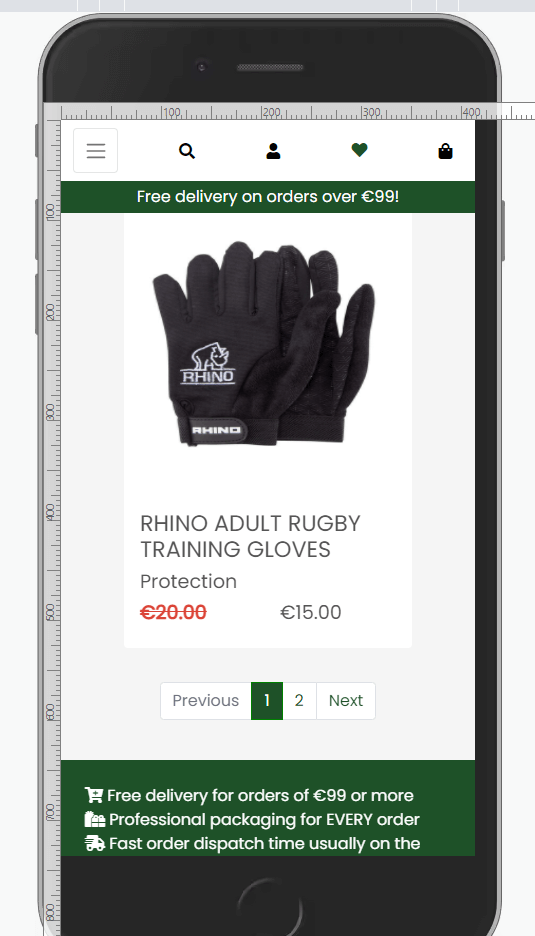 100
200
300
400
Free delivery on orders over €99!
100
200
300
400
500
600
700
800
RHINO
RHINO
RHINO ADULT RUGBY
TRAINING GLOVES
Protection
€20.00 €15.00
Previous 1 2 Next
Free delivery for orders of €99 or more
Professional packaging for EVERY order
Fast order dispatch time usually on the